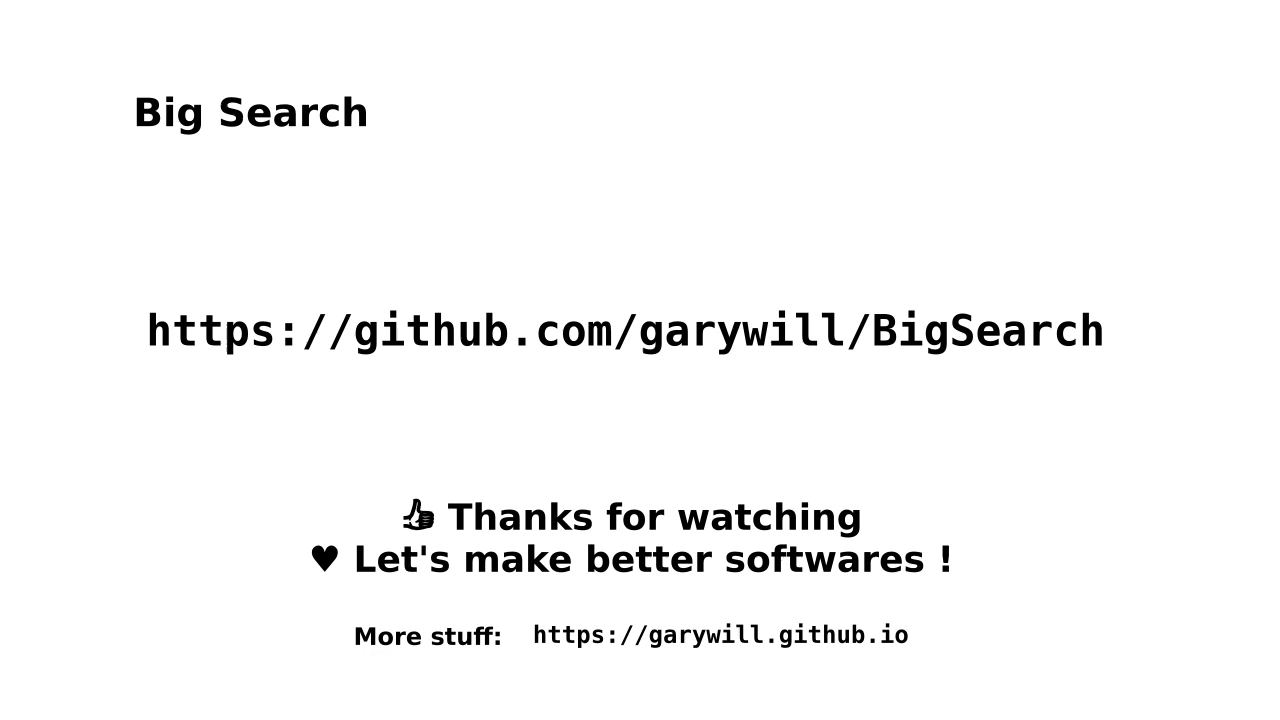 Big Search
https://github.com/garywill/BigSearch
👍 Thanks for watching
♥ Let's make better softwares !
More stuff: https://garywill.github.io